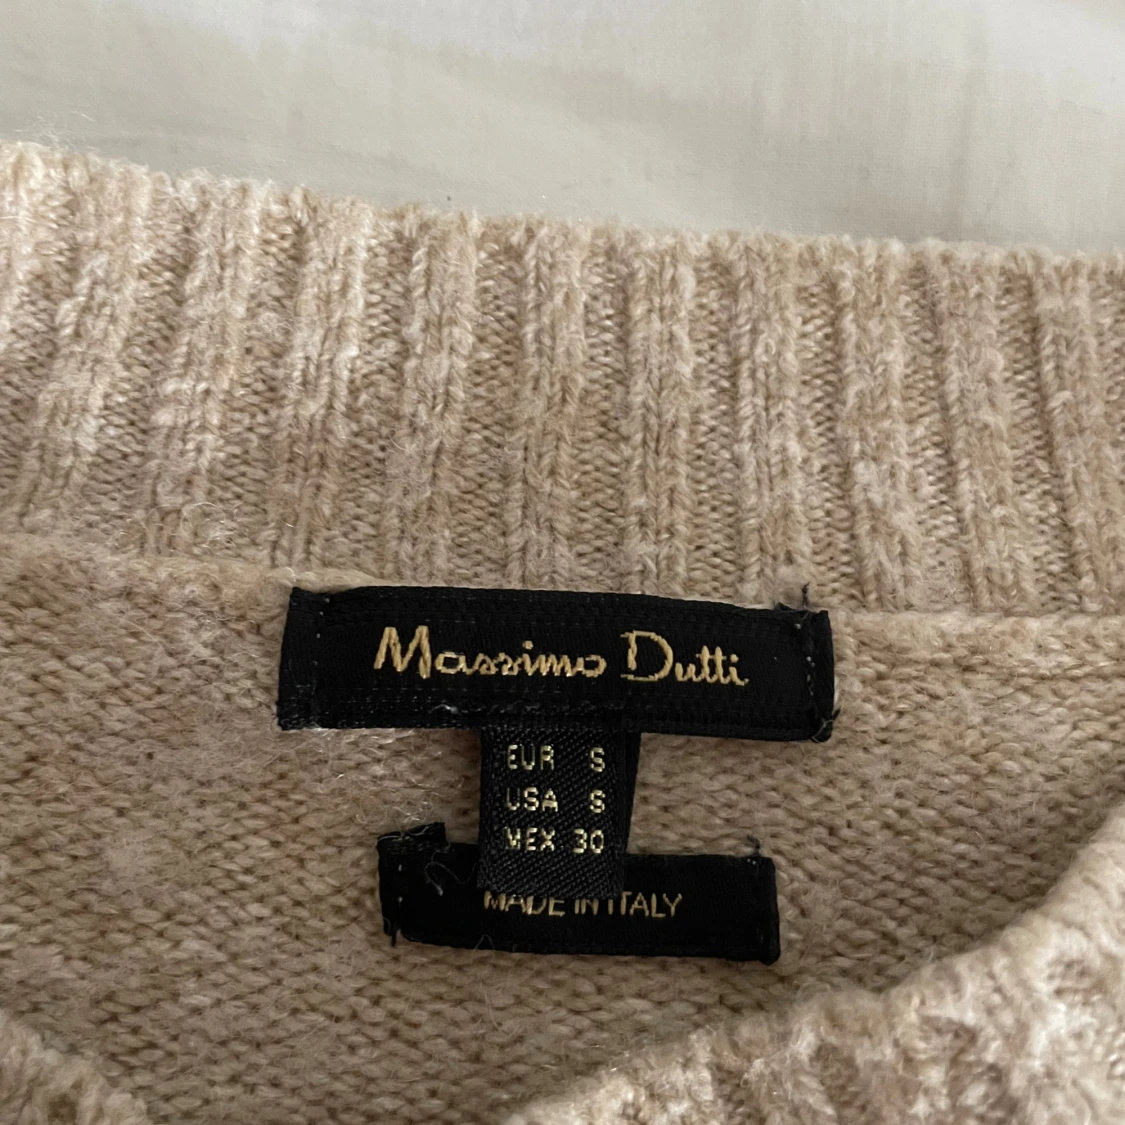 Massimo Dutti
EUR S
USA S
MEX 30
MADE IN ITALY